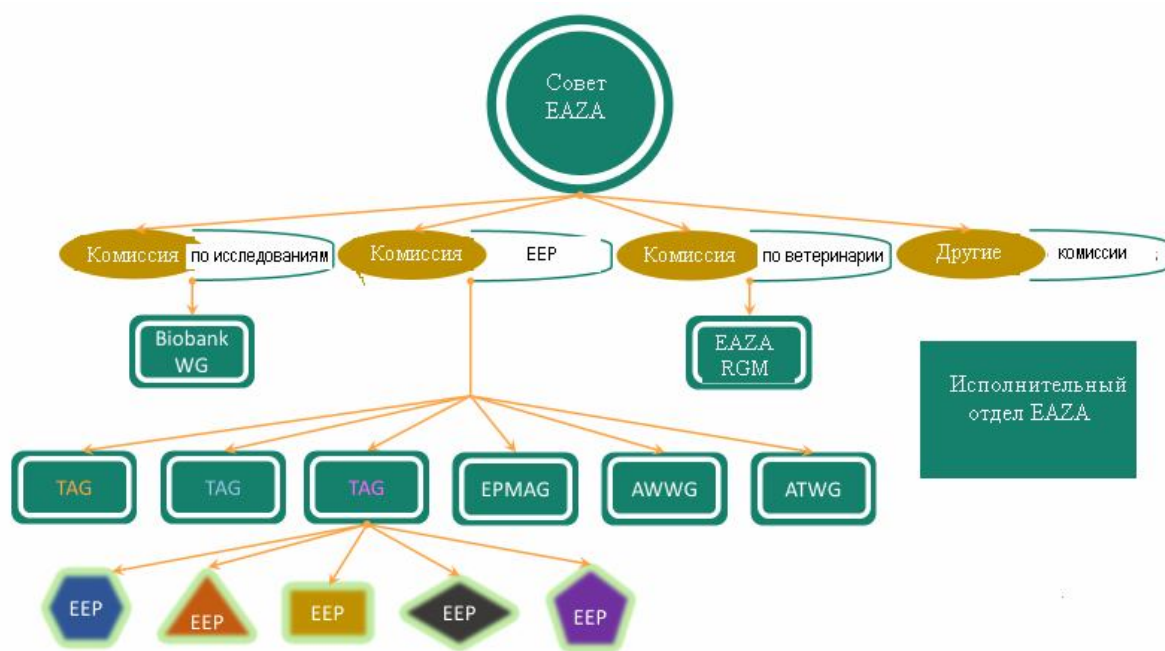 Совет
EAZA
Комиссия по исследованиям
Комиссия EEP
Комиссия по ветеринарии
Другие комиссии
Biobank
WG
EAZA
RGM
Исполнительный
отдел EAZA
TAG
TAG
TAG
EPMAG
AWWG
ATWG
EEP
EEP
EEP
EEP
EEP